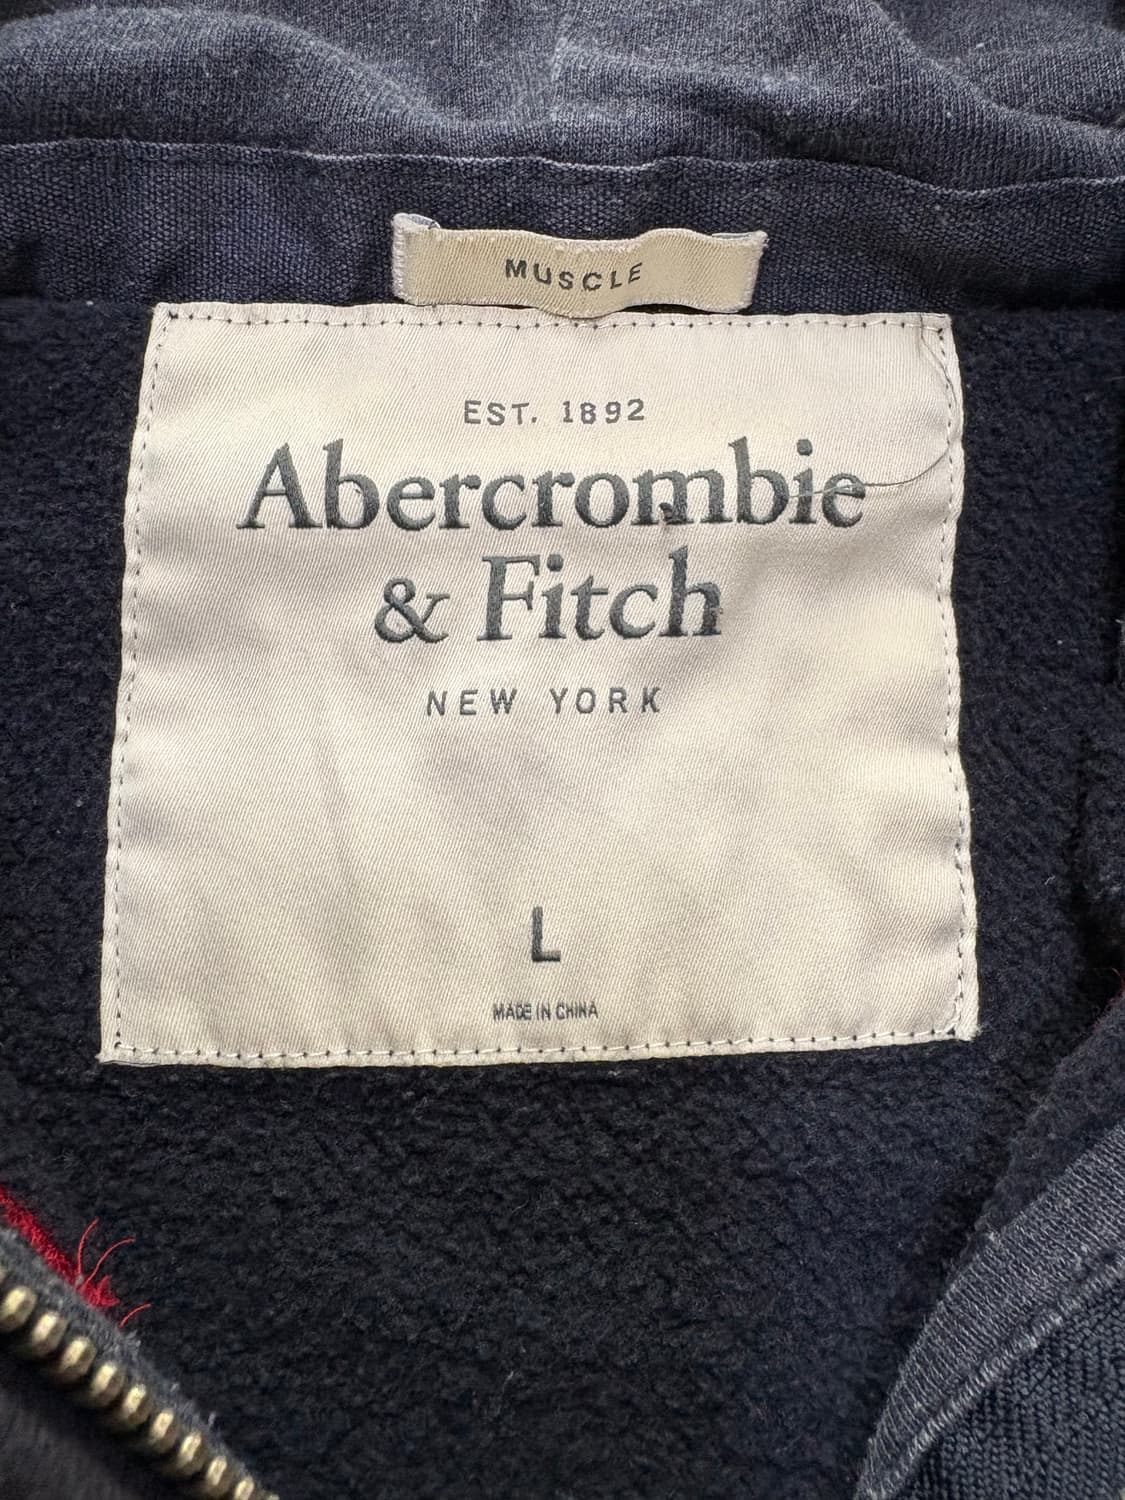 MUSCLE
EST. 1892
Abercrombie
& Fitch
NEW YORK
L
MADE IN CHINA